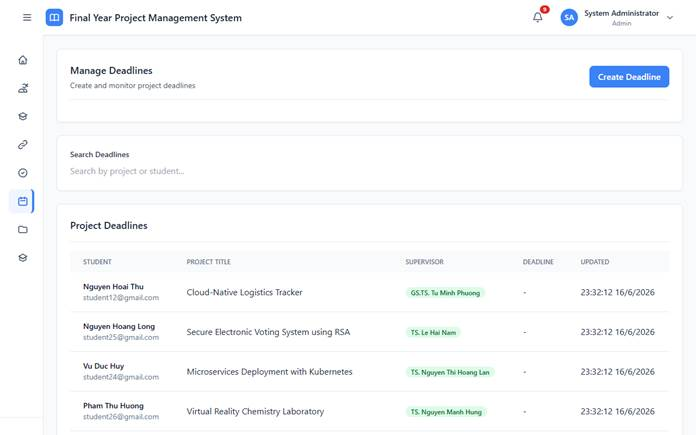 Final Year Project Management System
9
SA
System Administrator
Admin
Manage Deadlines
Create and monitor project deadlines
Create Deadline
Search Deadlines
Search by project or student...
Project Deadlines
STUDENT PROJECT TITLE SUPERVISOR DEADLINE UPDATED
Nguyen Hoai Thu
student12@gmail.com
Cloud-Native Logistics Tracker
GS.TS. Tu Minh Phuong
-
23:32:12 16/6/2026
Nguyen Hoang Long
student25@gmail.com
Secure Electronic Voting System using RSA
TS. Le Hai Nam
-
23:32:12 16/6/2026
Vu Duc Huy
student24@gmail.com
Microservices Deployment with Kubernetes
TS. Nguyen Thi Hoang Lan
-
23:32:12 16/6/2026
Pham Thu Huong
student26@gmail.com
Virtual Reality Chemistry Laboratory
TS. Nguyen Manh Hung
-
23:32:12 16/6/2026